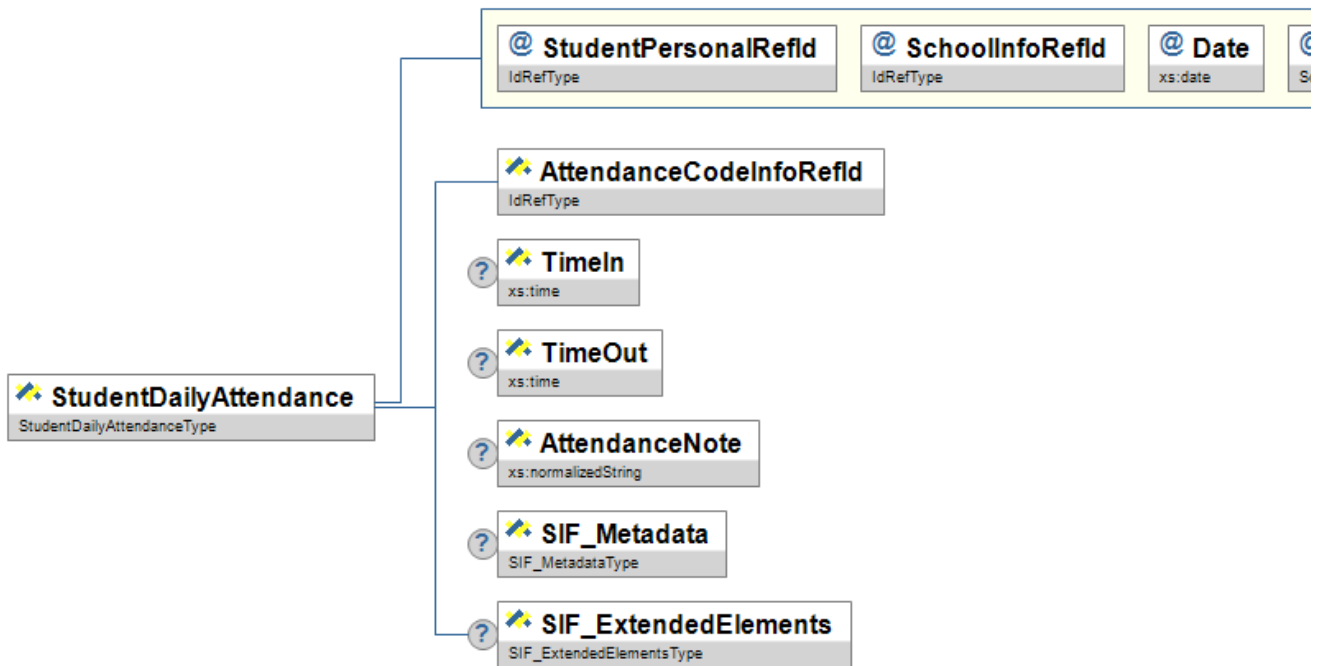 @ StudentPersonalRefId
IdRefType
@ SchoolInfoRefId
IdRefType
@ Date
xs:date
@
AttendanceCodeInfoRefId
IdRefType
? TimeIn
xs:time
? TimeOut
xs:time
StudentDailyAttendance
StudentDailyAttendanceType
? AttendanceNote
xs:normalizedString
? SIF_Metadata
SIF_MetadataType
? SIF_ExtendedElements
SIF_ExtendedElementsType